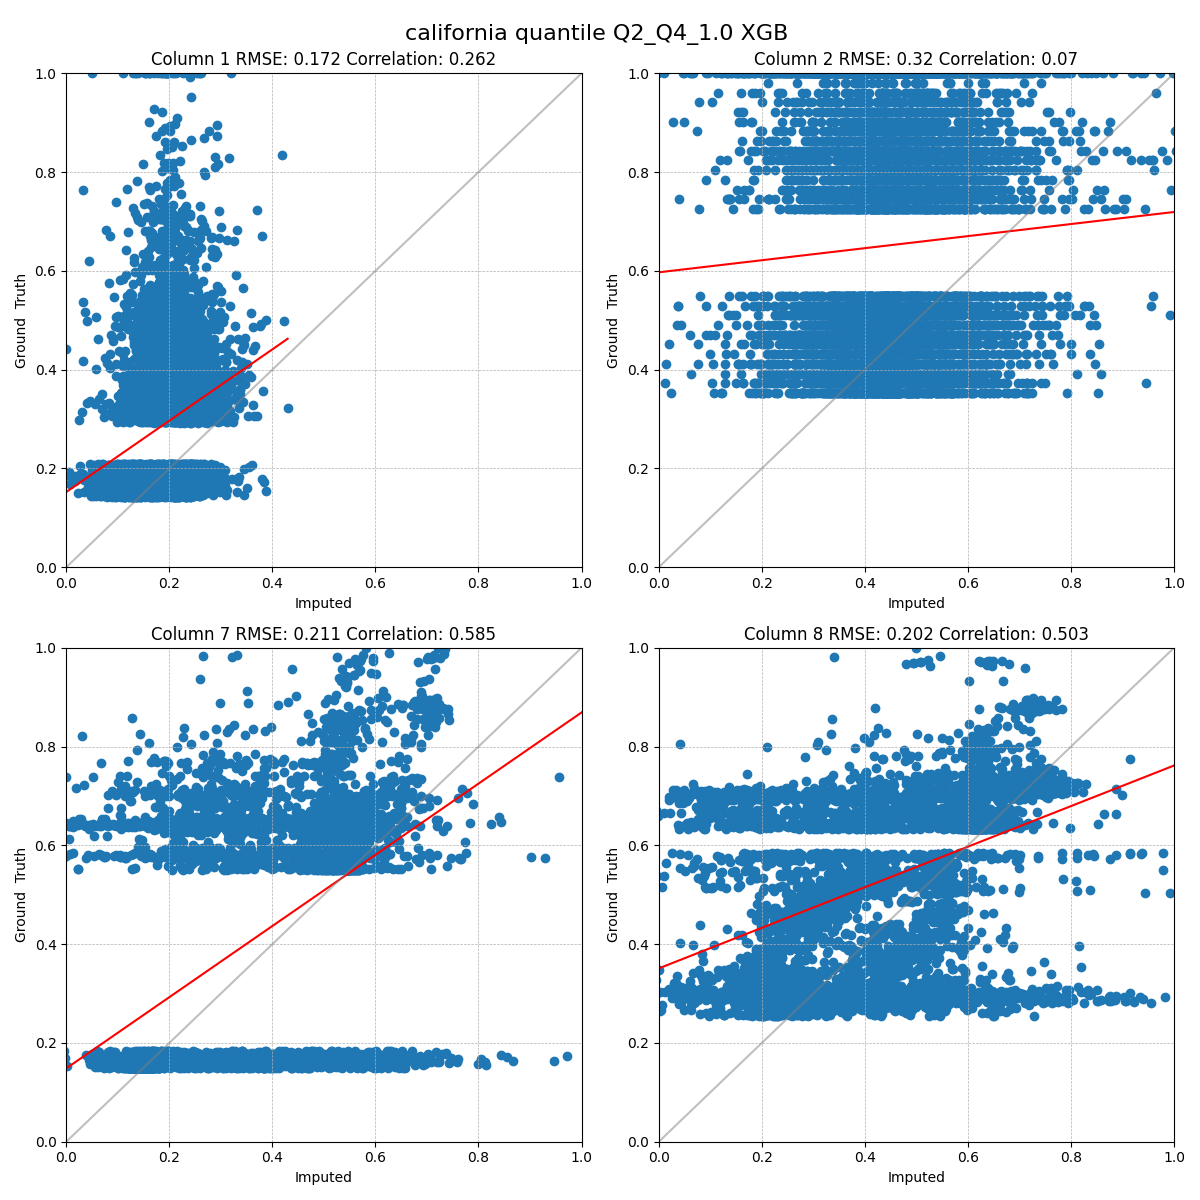 california quantile Q2_Q4_1.0 XGB
Column 1 RMSE: 0.172 Correlation: 0.262
1.0
0.8
0.6
0.4
0.2
0.0
Ground Truth
0.0 0.2 0.4 0.6 0.8 1.0
Imputed
Column 2 RMSE: 0.32 Correlation: 0.07
1.0
0.8
0.6
0.4
0.2
0.0
Ground Truth
0.0 0.2 0.4 0.6 0.8 1.0
Imputed
Column 7 RMSE: 0.211 Correlation: 0.585
1.0
0.8
0.6
0.4
0.2
0.0
Ground Truth
0.0 0.2 0.4 0.6 0.8 1.0
Imputed
Column 8 RMSE: 0.202 Correlation: 0.503
1.0
0.8
0.6
0.4
0.2
0.0
Ground Truth
0.0 0.2 0.4 0.6 0.8 1.0
Imputed